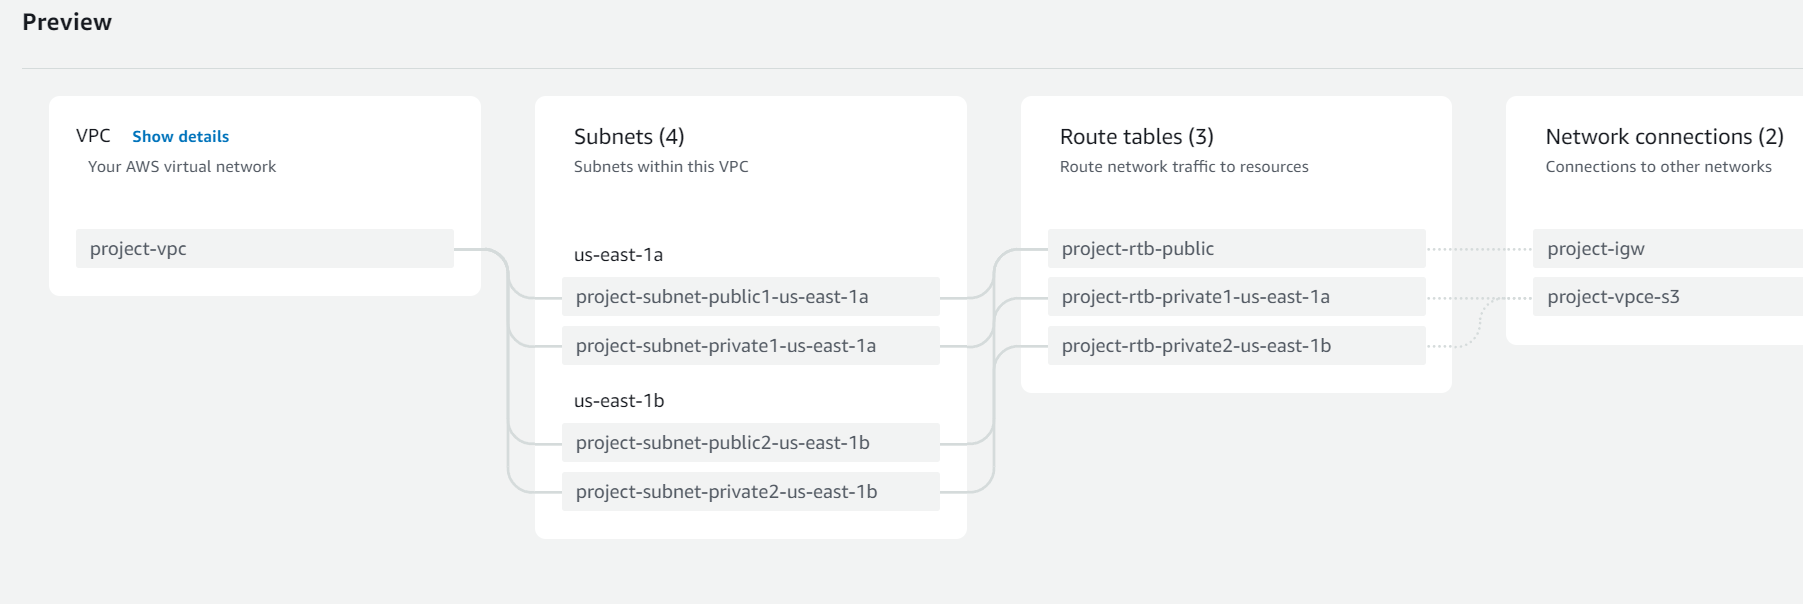 Preview
VPC Show details
Your AWS virtual network
project-vpc
Subnets (4)
Subnets within this VPC
us-east-1a
project-subnet-public1-us-east-1a
project-subnet-private1-us-east-1a
us-east-1b
project-subnet-public2-us-east-1b
project-subnet-private2-us-east-1b
Route tables (3)
Route network traffic to resources
project-rtb-public
project-rtb-private1-us-east-1a
project-rtb-private2-us-east-1b
Network connections (2)
Connections to other networks
project-igw
project-vpce-s3